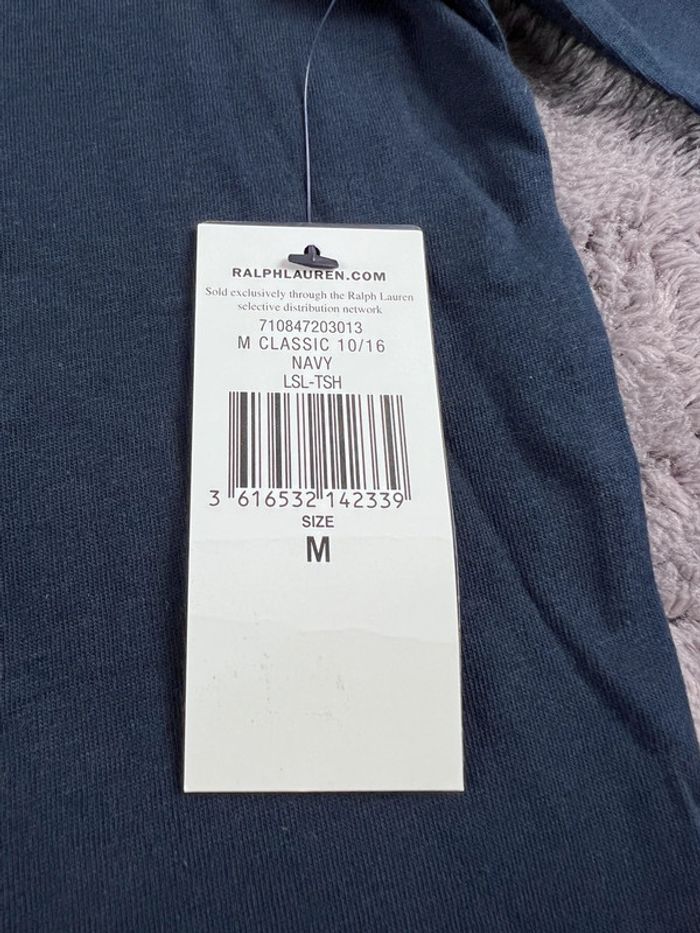 RALPHLAUREN.COM
Sold exclusively through the Ralph Lauren
selective distribution network
710847203013
M CLASSIC 10/16
NAVY
LSL-TSH
3 616532 142339
SIZE
M